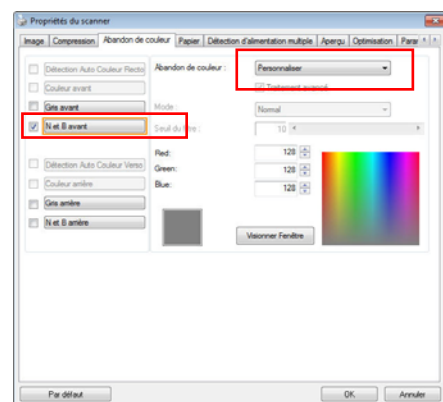 Propriétés du scanner
Image Compression Abandon de couleur Papier Détection d'alimentation multiple Aperçu Optimisation Parar
Détection Auto Couleur Recto
Abandon de couleur :
Personnaliser
Couleur avant
Traitement avancé
Gris avant
Mode :
Normal
N et B avant
Seuil du filtre :
10
Red:
128
Détection Auto Couleur Verso
Green:
128
Couleur arrière
Blue:
128
Gris arrière
N et B arrière
Visionner Fenêtre
Par défaut
OK
Annuler